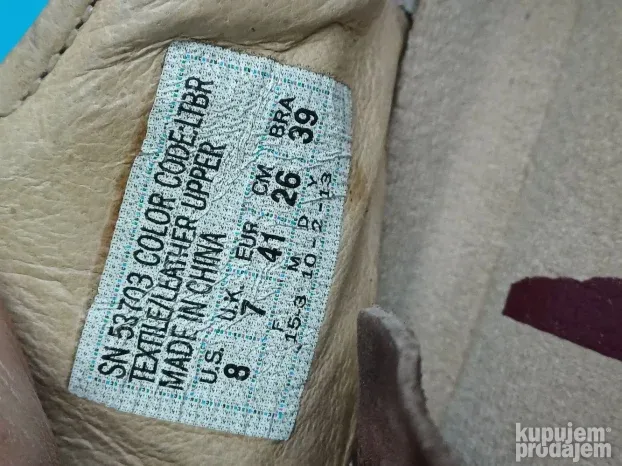 SN 53703 COLOR CODE:LTBR
TEXTILE/LEATHER UPPER
MADE IN CHINA
U.S. U.K. EUR CM BRA
8 7 41 26 39
F M D Y
15-3 10-2-13
kupujem
prodajem